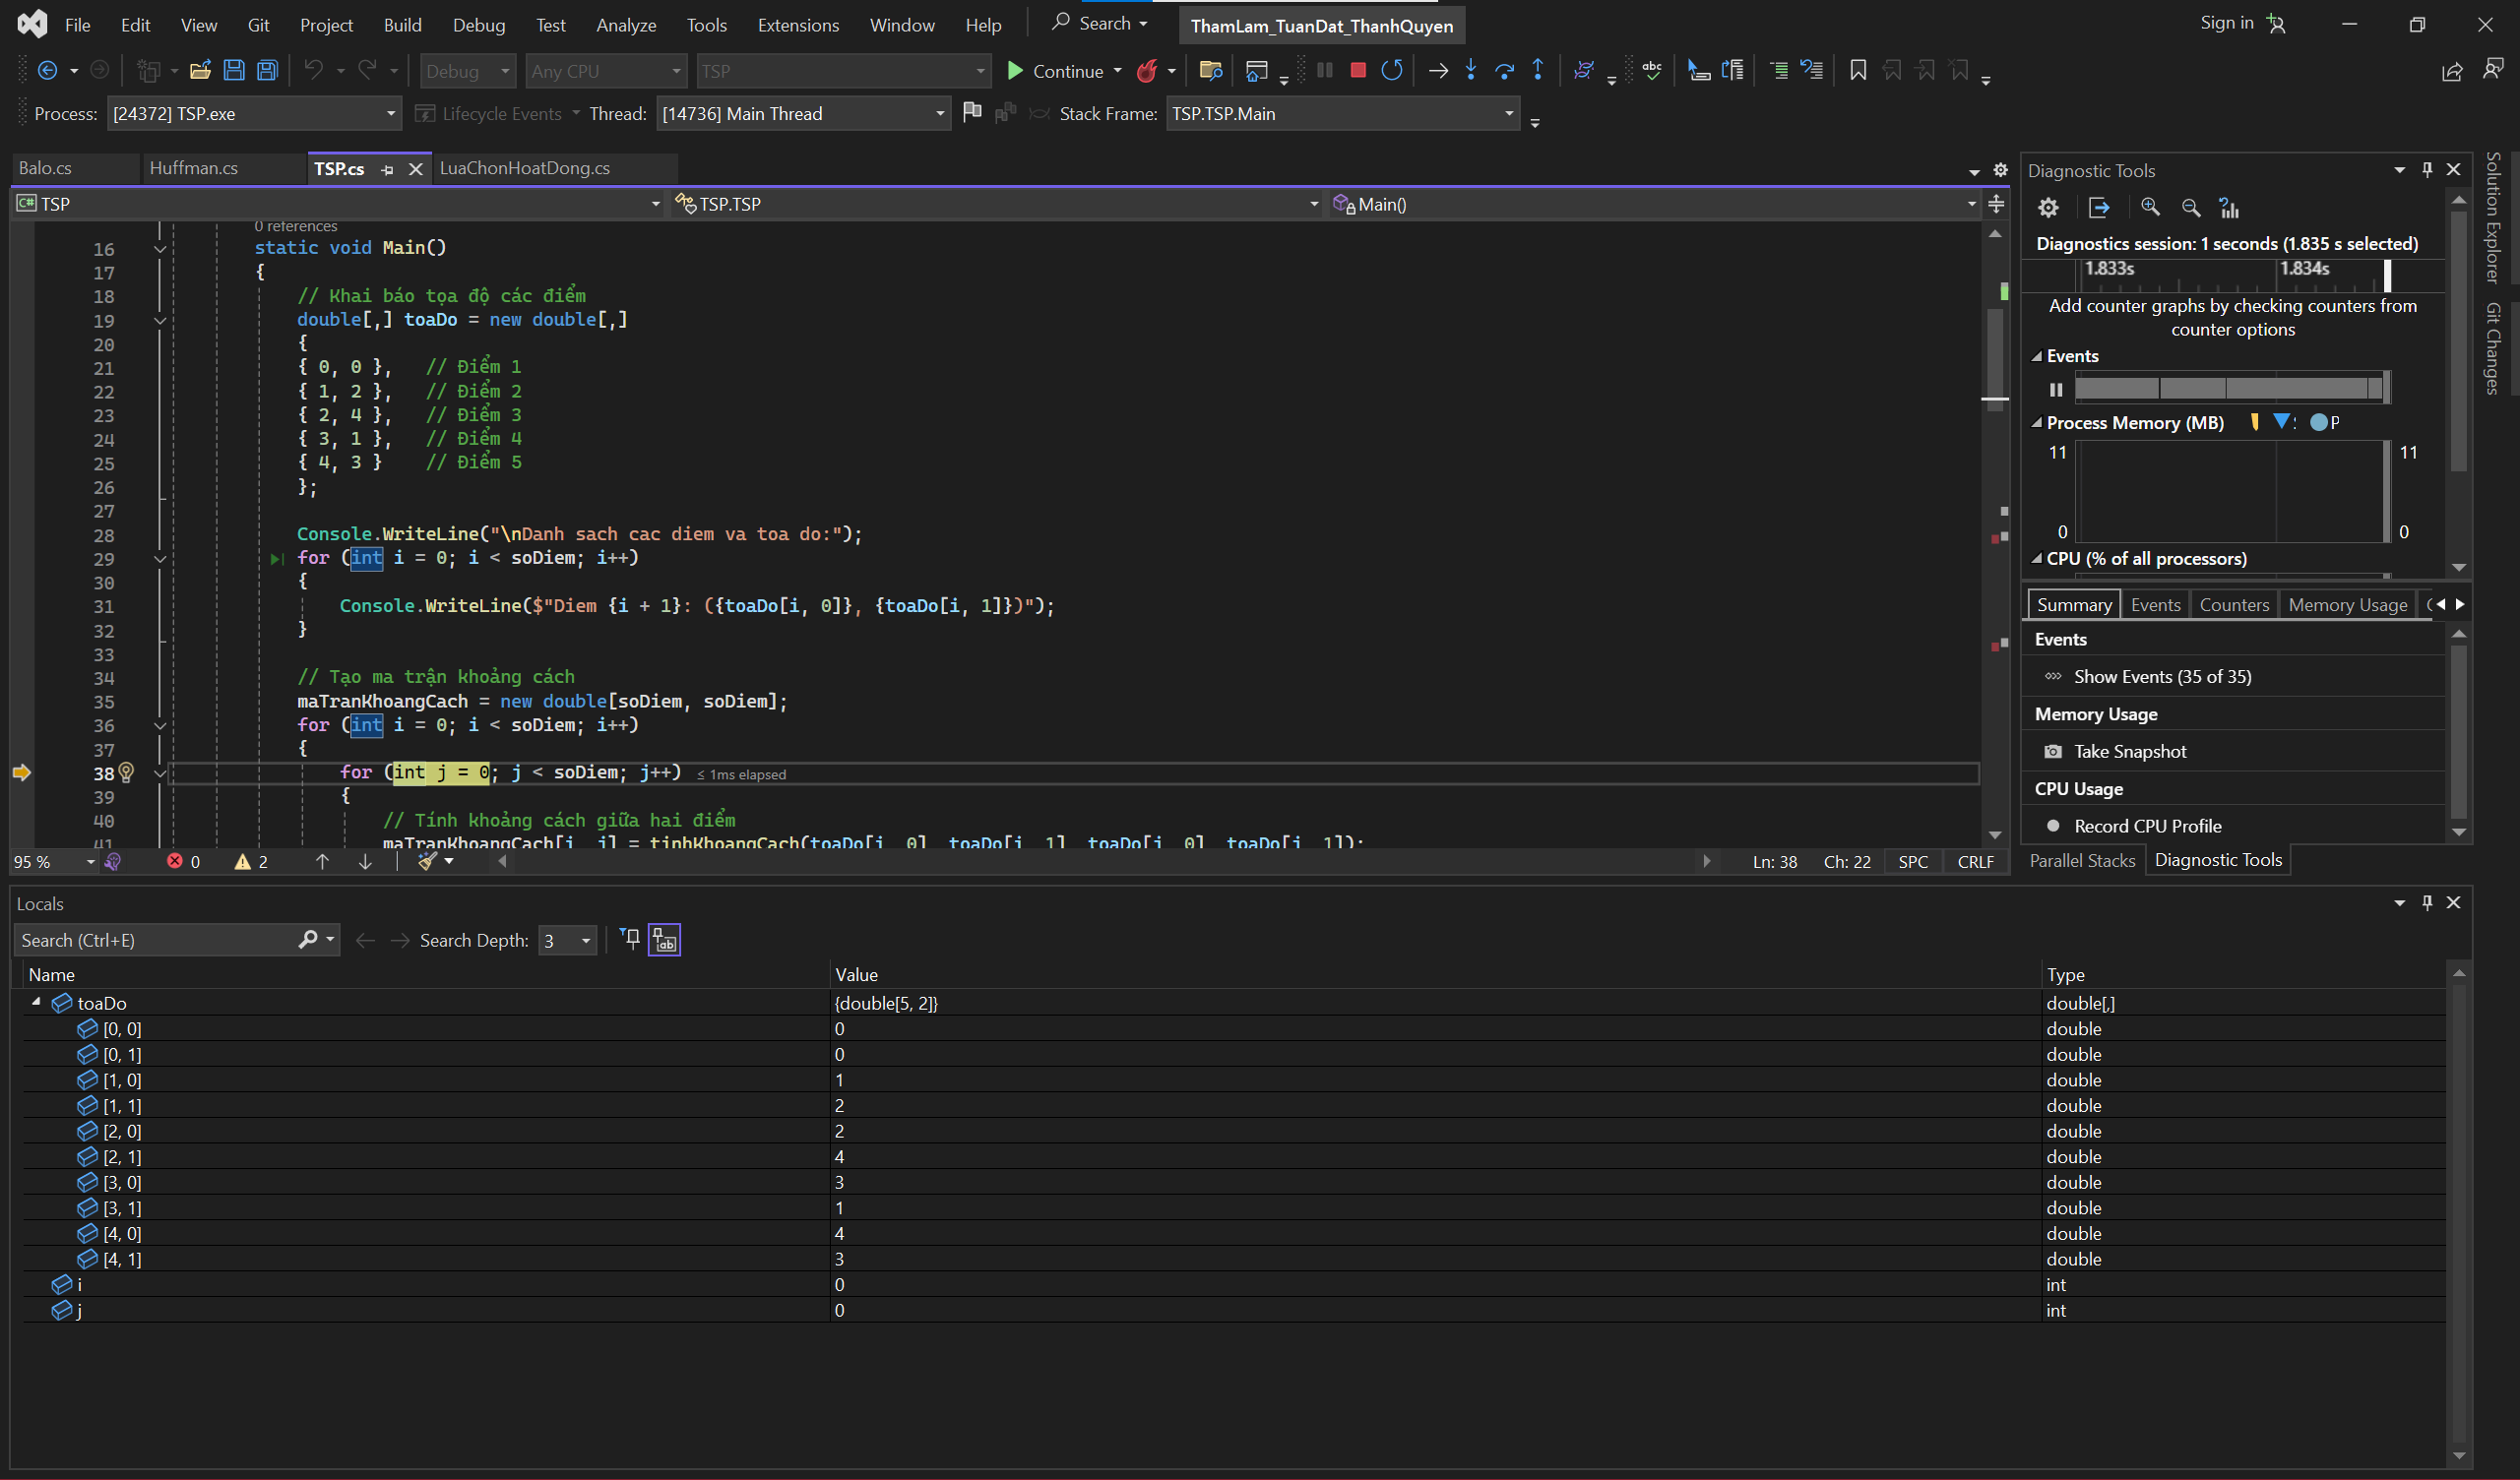 File Edit View Git Project Build Debug Test Analyze Tools Extensions Window Help Search ThamLam_TuanDat_ThanhQuyen Sign in
Debug Any CPU TSP Continue abc
Process: [24372] TSP.exe Lifecycle Events Thread: [14736] Main Thread Stack Frame: TSP.TSP.Main
Balo.cs Huffman.cs TSP.cs LuaChonHoatDong.cs
C# TSP TSP.TSP Main()
0 references
16 static void Main()
17 {
18 // Khai báo tọa độ các điểm
19 double[,] toaDo = new double[,]
20 {
21 { 0, 0 }, // Điểm 1
22 { 1, 2 }, // Điểm 2
23 { 2, 4 }, // Điểm 3
24 { 3, 1 }, // Điểm 4
25 { 4, 3 } // Điểm 5
26 };
27
28 Console.WriteLine("\nDanh sach cac diem va toa do:");
29 for (int i = 0; i < soDiem; i++)
30 {
31 Console.WriteLine($"Diem {i + 1}: ({toaDo[i, 0]}, {toaDo[i, 1]})");
32 }
33
34 // Tạo ma trận khoảng cách
35 maTranKhoangCach = new double[soDiem, soDiem];
36 for (int i = 0; i < soDiem; i++)
37 {
38 for (int j = 0; j < soDiem; j++) ≤ 1ms elapsed
39 {
40 // Tính khoảng cách giữa hai điểm
41 maTranKhoangCach[i, j] = tinhKhoangCach(toaDo[i, 0], toaDo[i, 1], toaDo[j, 0], toaDo[j, 1]);
95 % 0 2 Ln: 38 Ch: 22 SPC CRLF
Diagnostic Tools
Diagnostics session: 1 seconds (1.835 s selected)
1.833s 1.834s
Add counter graphs by checking counters from
counter options
Events
Process Memory (MB) P
11 11
0 0
CPU (% of all processors)
Summary Events Counters Memory Usage
Events
Show Events (35 of 35)
Memory Usage
Take Snapshot
CPU Usage
Record CPU Profile
Parallel Stacks Diagnostic Tools
Solution Explorer
Git Changes
Locals
Search (Ctrl+E) Search Depth: 3
Name Value Type
toaDo {double[5, 2]} double[,]
[0, 0] 0 double
[0, 1] 0 double
[1, 0] 1 double
[1, 1] 2 double
[2, 0] 2 double
[2, 1] 4 double
[3, 0] 3 double
[3, 1] 1 double
[4, 0] 4 double
[4, 1] 3 double
i 0 int
j 0 int